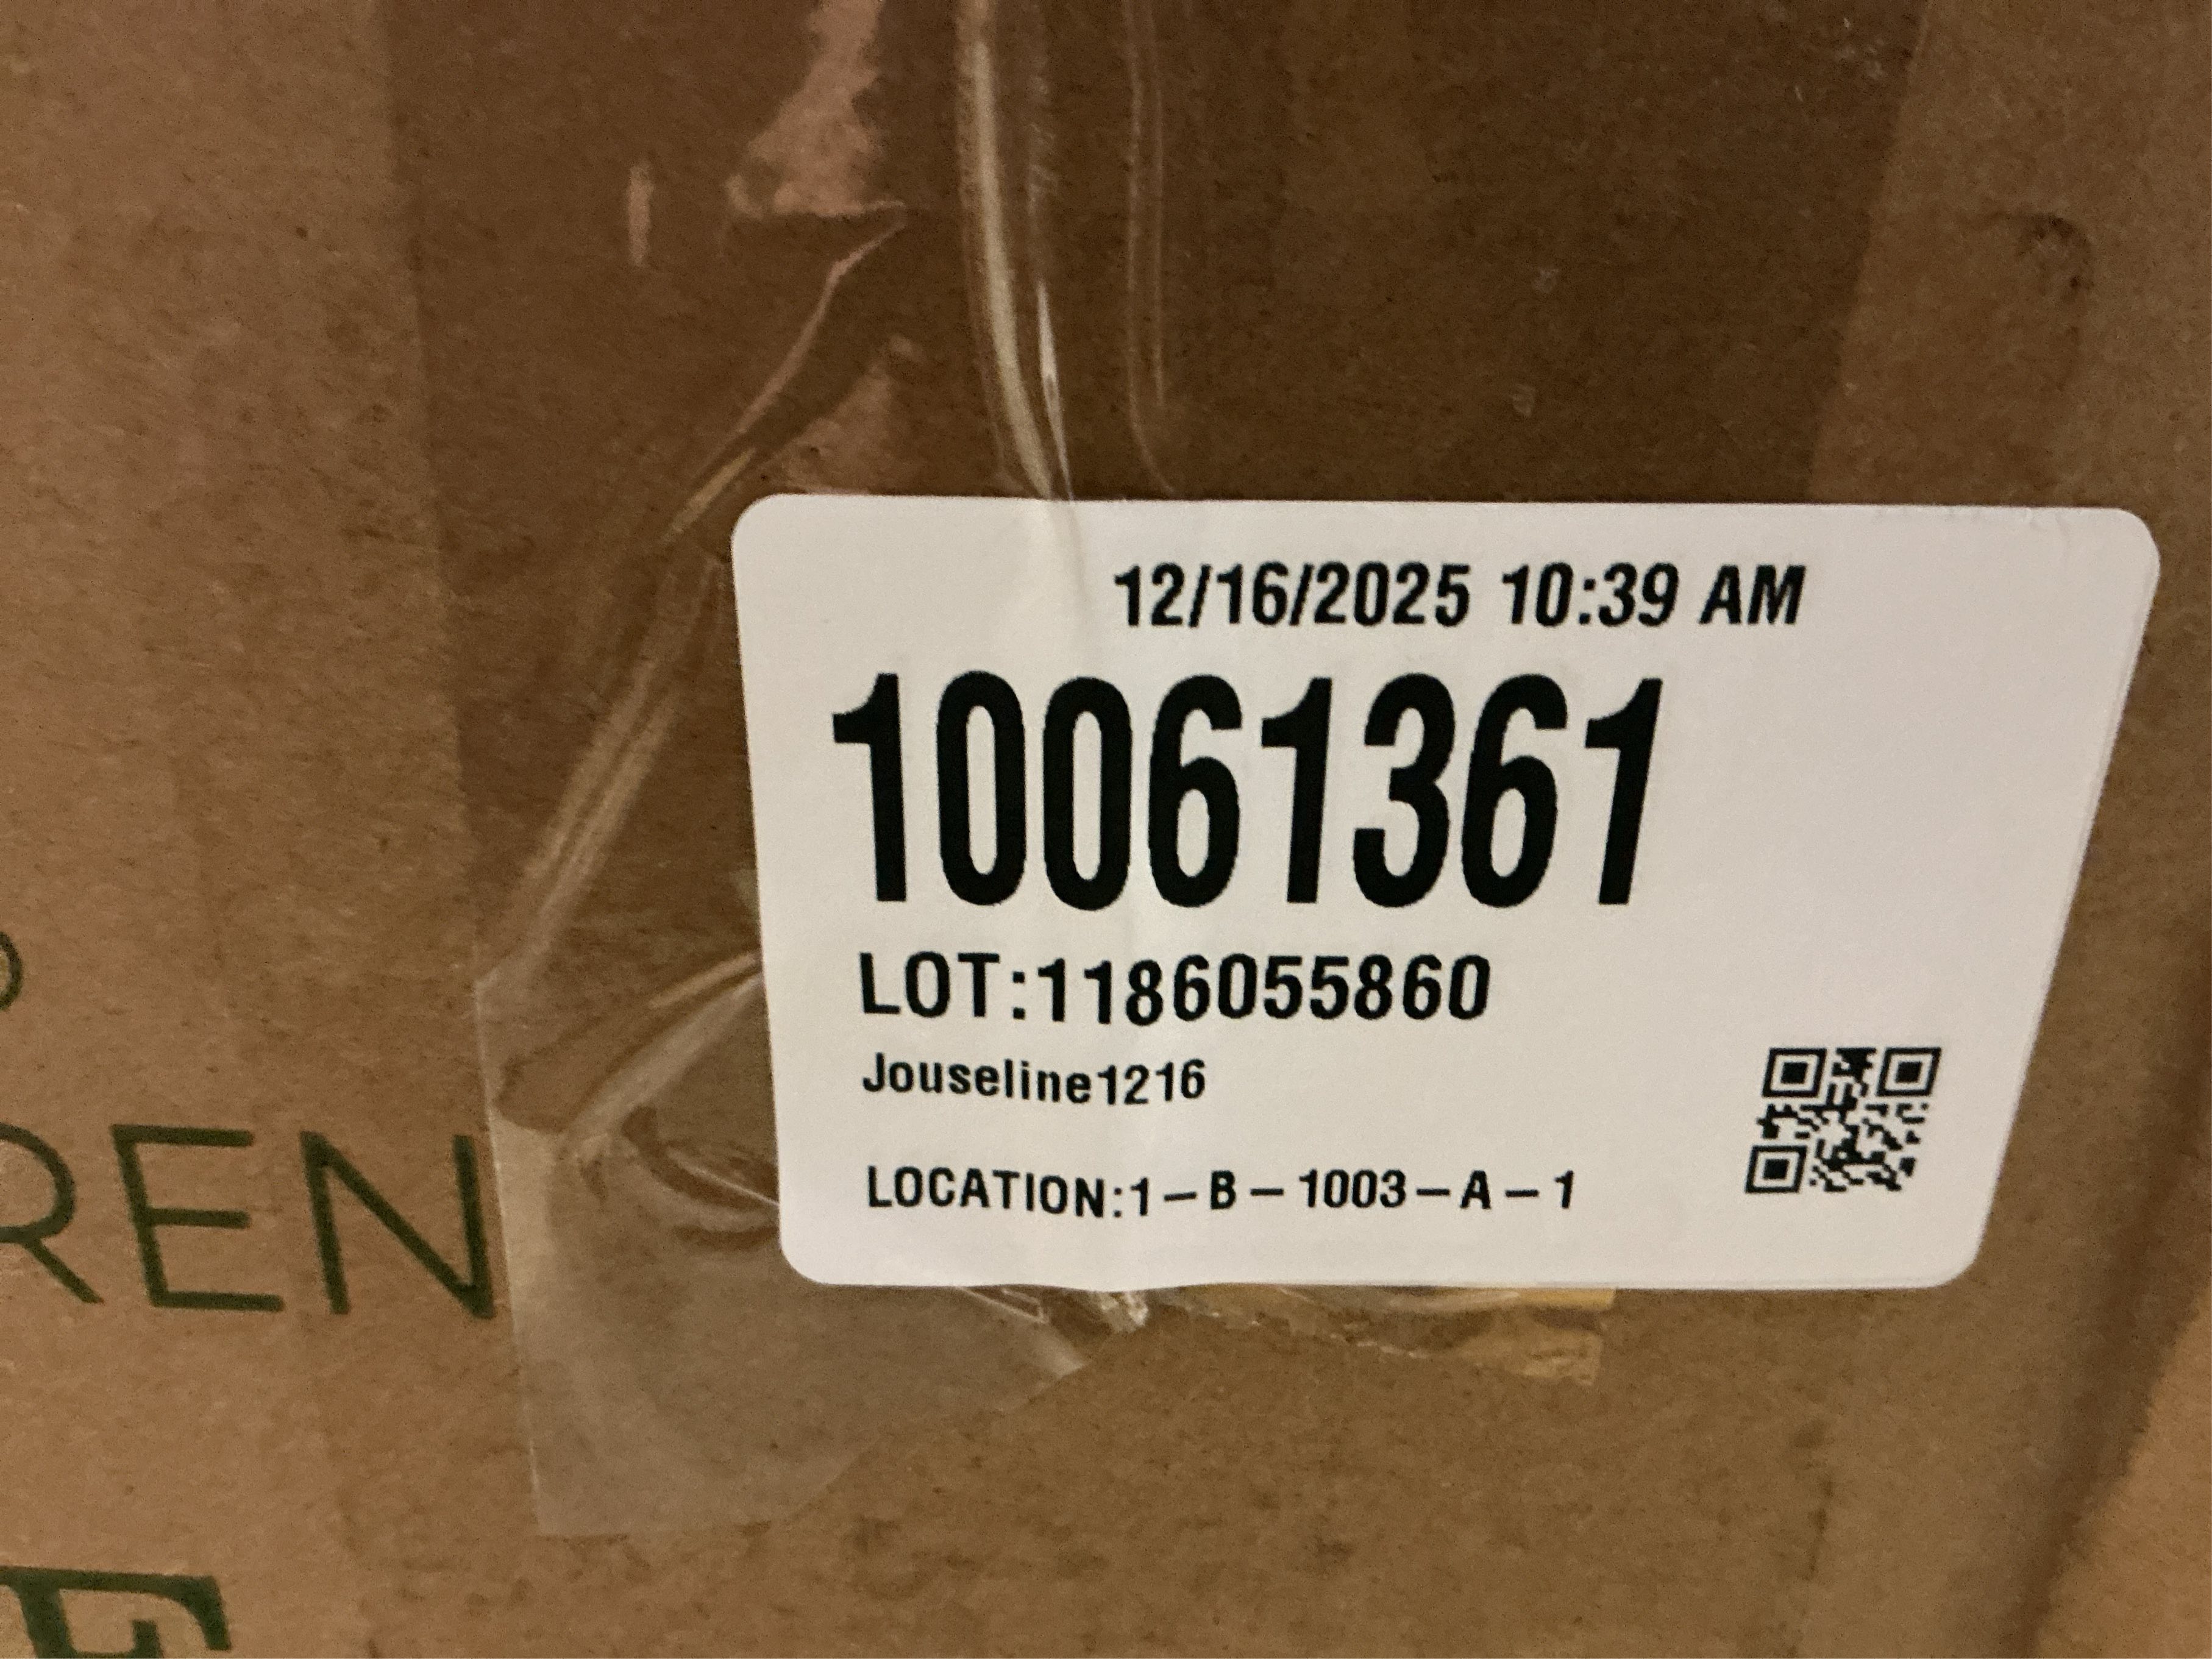 12/16/2025 10:39 AM
10061361
LOT:1186055860
Jouseline1216
LOCATION:1-B-1003-A-1
REN